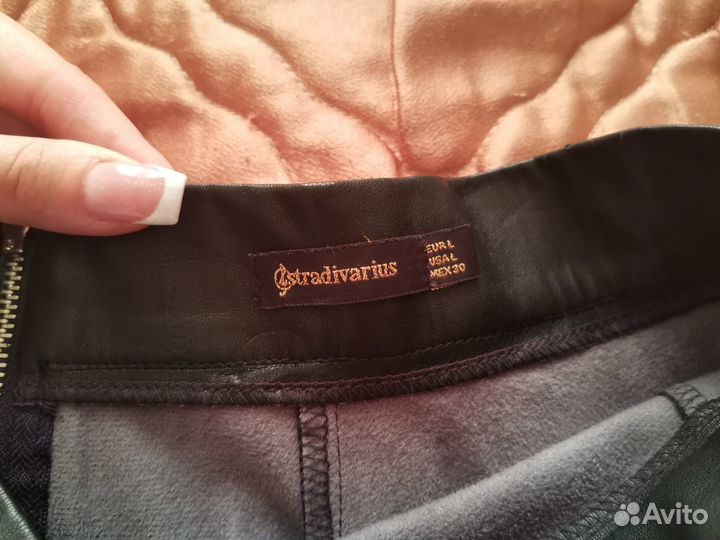 stradivarius
EUR L
USA L
MEX 30
Avito